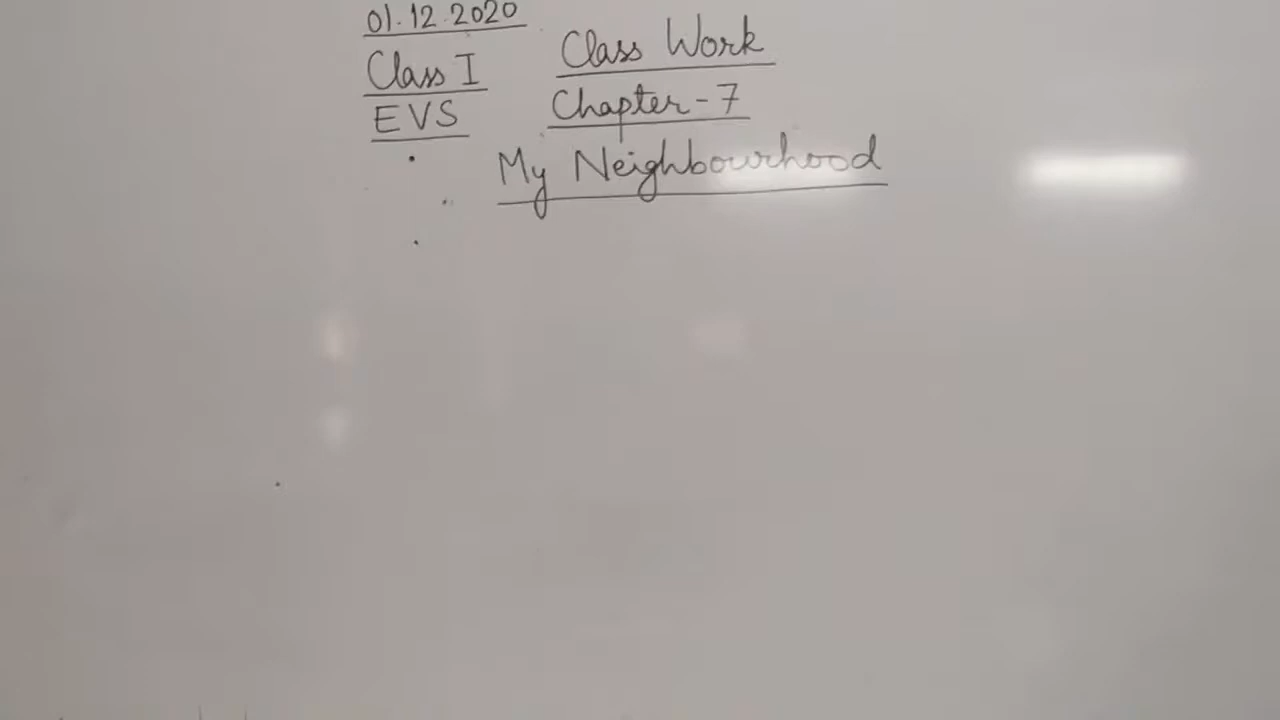 01.12.2020
Class I
EVS
Class Work
Chapter-7
My Neighbourhood